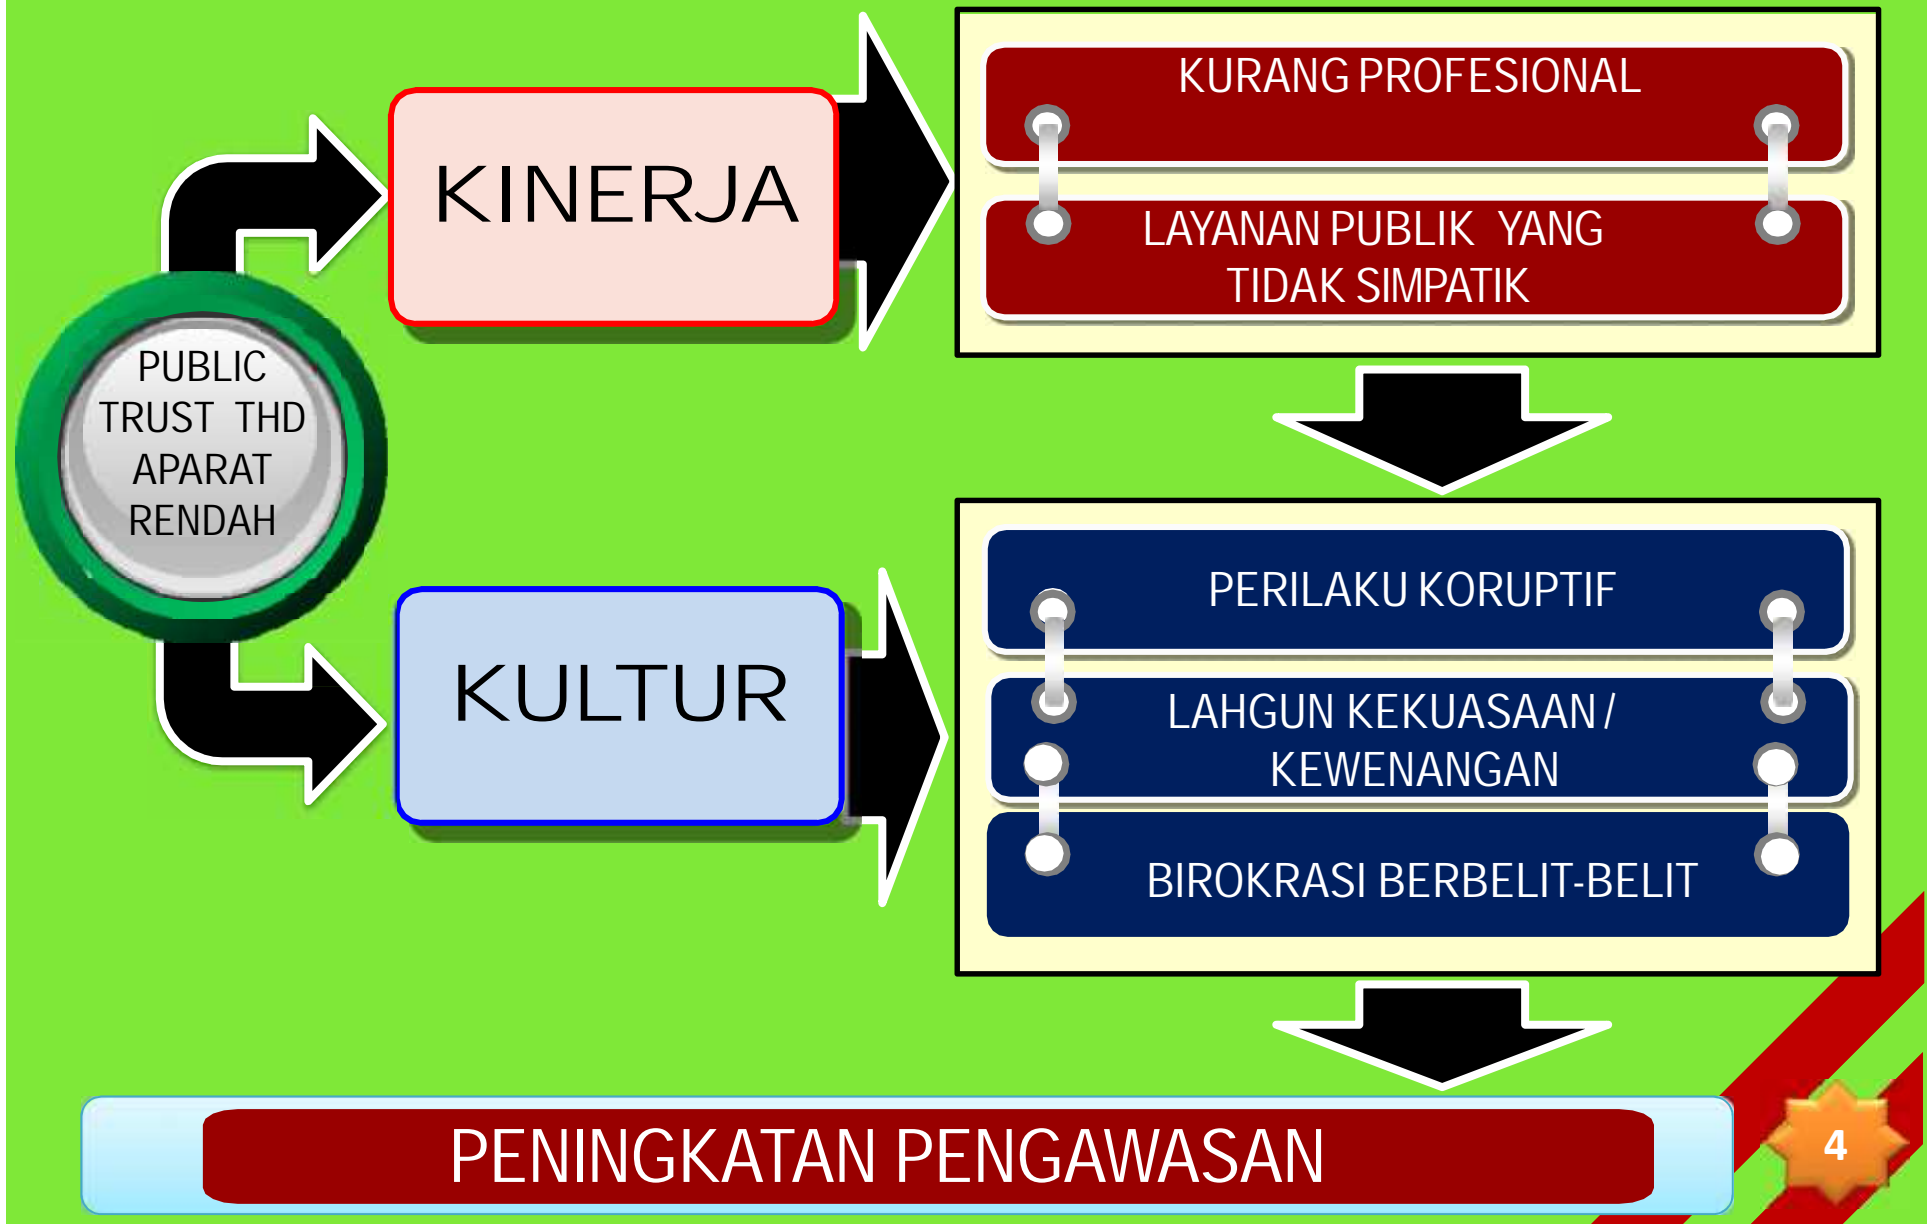 PUBLIC
TRUST THD
APARAT
RENDAH
KINERJA
KURANG PROFESIONAL
LAYANAN PUBLIK YANG
TIDAK SIMPATIK
KULTUR
PERILAKU KORUPTIF
LAHGUN KEKUASAAN /
KEWENANGAN
BIROKRASI BERBELIT-BELIT
PENINGKATAN PENGAWASAN
4